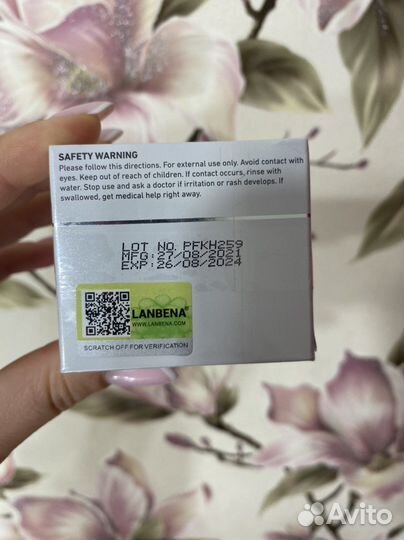 SAFETY WARNING
Please follow this directions. For external use only. Avoid contact with
eyes. Keep out of reach of children. If contact occurs, rinse with
water. Stop use and ask a doctor if irritation or rash develops. If
swallowed, get medical help right away.
LOT NO. PFKH259
MFG: 27/08/2021
EXP: 26/08/2024
LANBENA®
WWW.LANBENA.COM
SCRATCH OFF FOR VERIFICATION
Avito